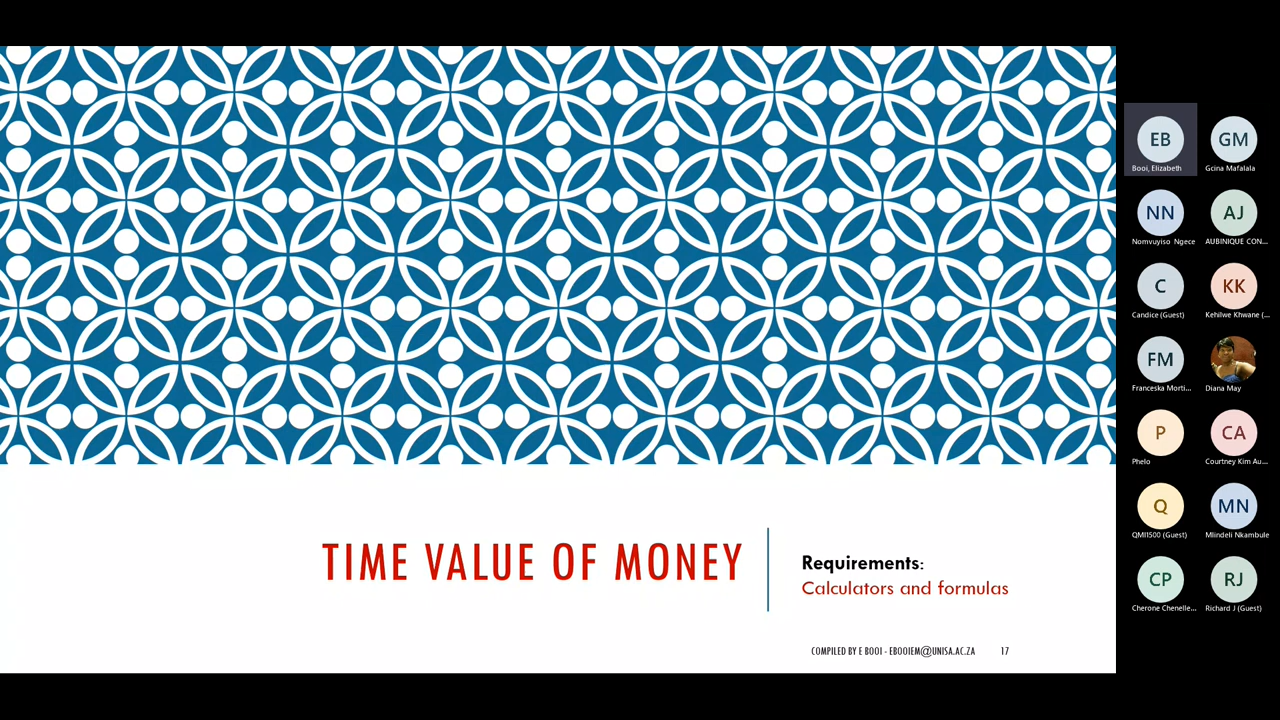 TIME VALUE OF MONEY
Requirements:
Calculators and formulas
COMPILED BY E BOOI - EBOOIEM@UNISA.AC.ZA 17
EB GM
Booi, Elizabeth Gcina Mafalala
NN AJ
Nomvuyiso Ngece AUBINIQUE CON...
C KK
Candice (Guest) Kehilwe Khwane (...
FM
Franceska Morti... Diana May
P CA
Phelo Courtney Kim Au...
Q MN
QMI1500 (Guest) Mlindeli Nkambule
CP RJ
Cherone Chenelle... Richard J (Guest)